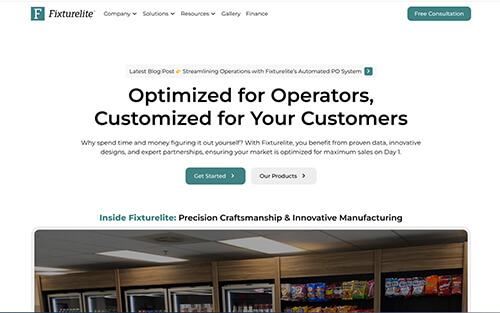 F Fixturelite
Company Solutions Resources Gallery Finance
Free Consultation
Latest Blog Post 👉 Streamlining Operations with Fixturelite's Automated PO System
Optimized for Operators,
Customized for Your Customers
Why spend time and money figuring it out yourself? With Fixturelite, you benefit from proven data, innovative
designs, and expert partnerships, ensuring your market is optimized for maximum sales on Day 1.
Get Started
Our Products
Inside Fixturelite: Precision Craftsmanship & Innovative Manufacturing